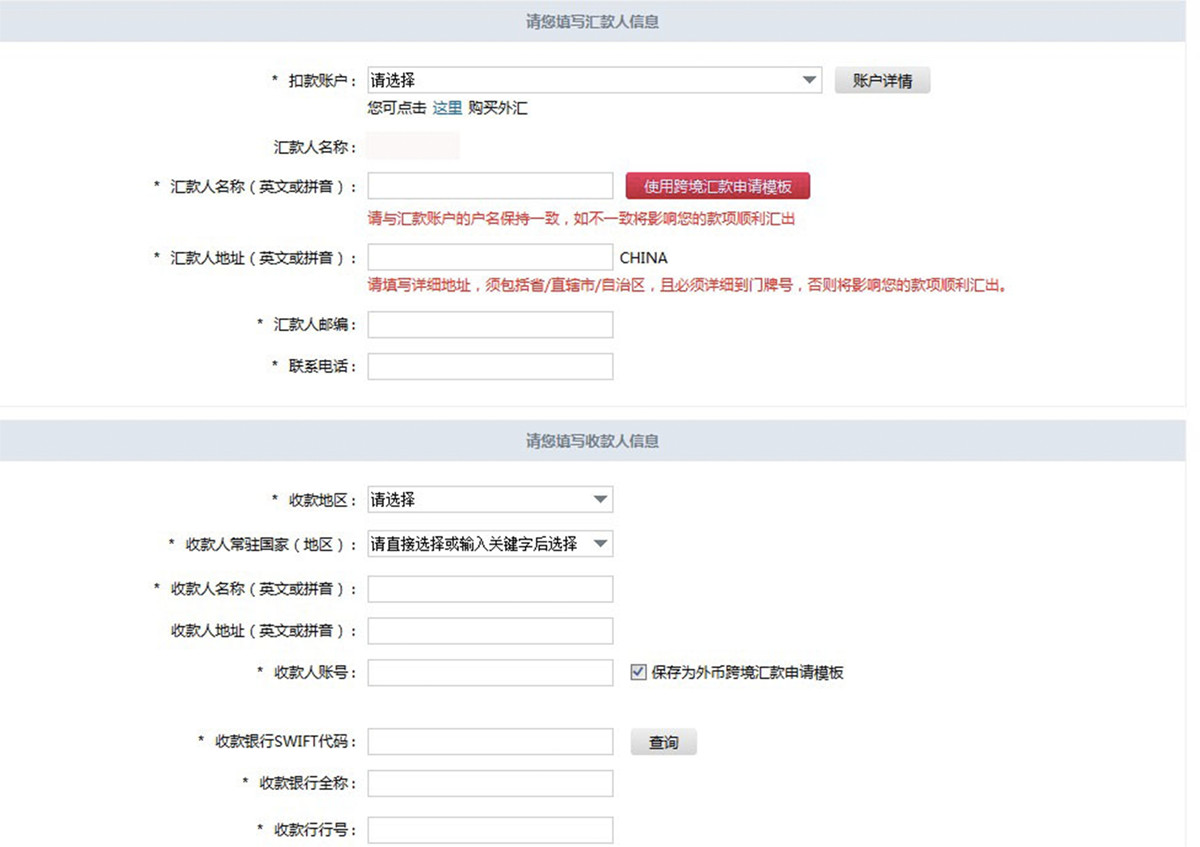 请您填写汇款人信息
* 扣款账户: 请选择 账户详情
您可点击 这里 购买外汇
汇款人名称:
* 汇款人名称(英文或拼音): 使用跨境汇款申请模板
请与汇款账户的户名保持一致,如不一致将影响您的款项顺利汇出
* 汇款人地址(英文或拼音): CHINA
请填写详细地址,须包括省/直辖市/自治区,且必须详细到门牌号,否则将影响您的款项顺利汇出。
* 汇款人邮编:
* 联系电话:
请您填写收款人信息
* 收款地区: 请选择
* 收款人常驻国家(地区): 请直接选择或输入关键字后选择
* 收款人名称(英文或拼音):
收款人地址(英文或拼音):
* 收款人账号: 保存为外币跨境汇款申请模板
* 收款银行SWIFT代码: 查询
* 收款银行全称:
* 收款行行号: